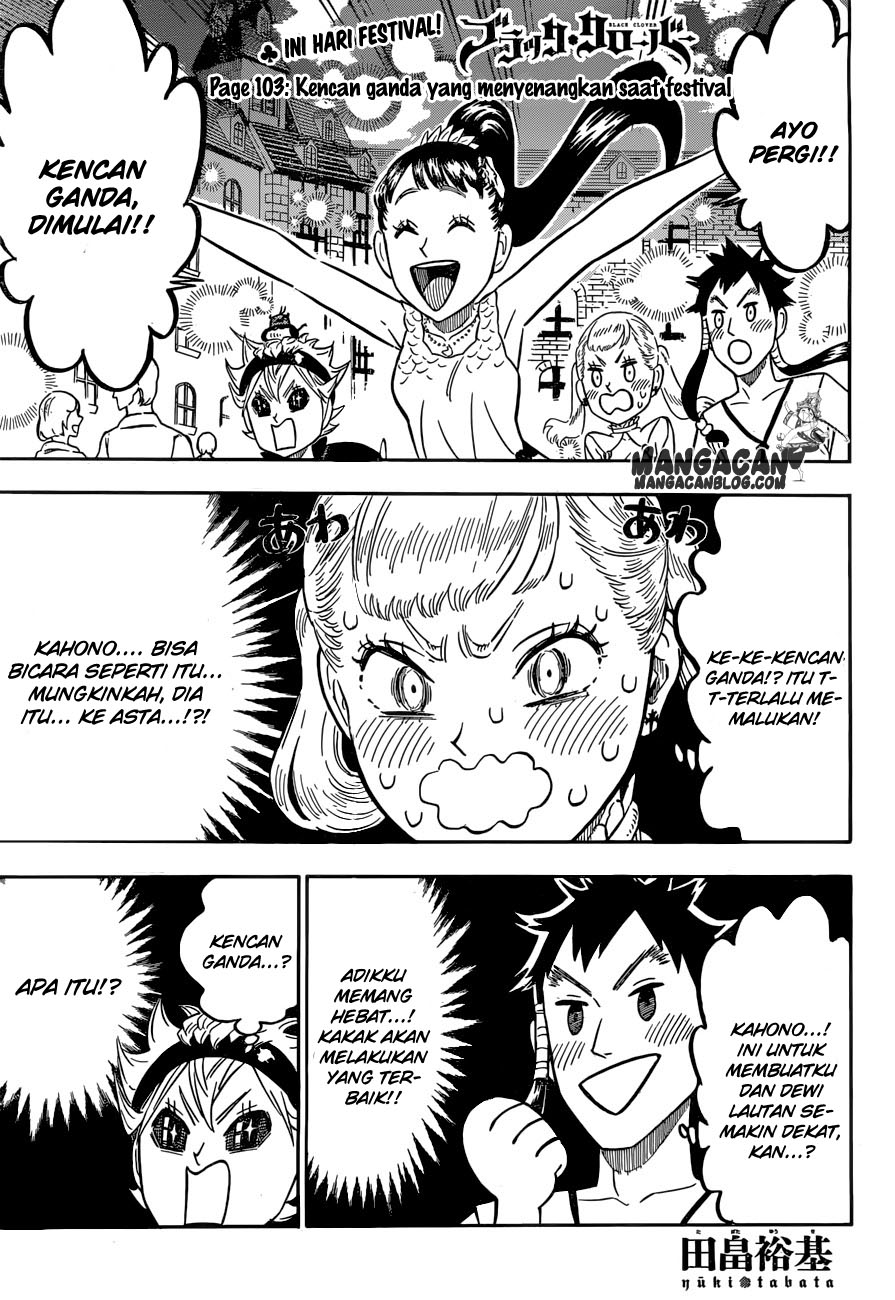 INI HARI FESTIVAL!
BLACK CLOVER
ブラック・クローバー
Page 103: Kencan ganda yang menyenangkan saat festival
AYO
PERGI!!
KENCAN
GANDA,
DIMULAI!!
MANGACAN
MANGACANBLOG.COM
あわ
あわ
KE-KE-KENCAN
GANDA!? ITU T-
T-TERLALU ME-
MALUKAN!
KAHONO.... BISA
BICARA SEPERTI ITU...
MUNGKINKAH, DIA
ITU... KE ASTA...!?!
KAHONO...!
INI UNTUK
MEMBUATKU
DAN DEWI
LAUTAN SE-
MAKIN DEKAT,
KAN...?
ADIKKU
MEMANG
HEBAT...!
KAKAK AKAN
MELAKUKAN
YANG TER-
BAIK!!
KENCAN
GANDA...?
APA ITU!?
田畠裕基
yūki tabata